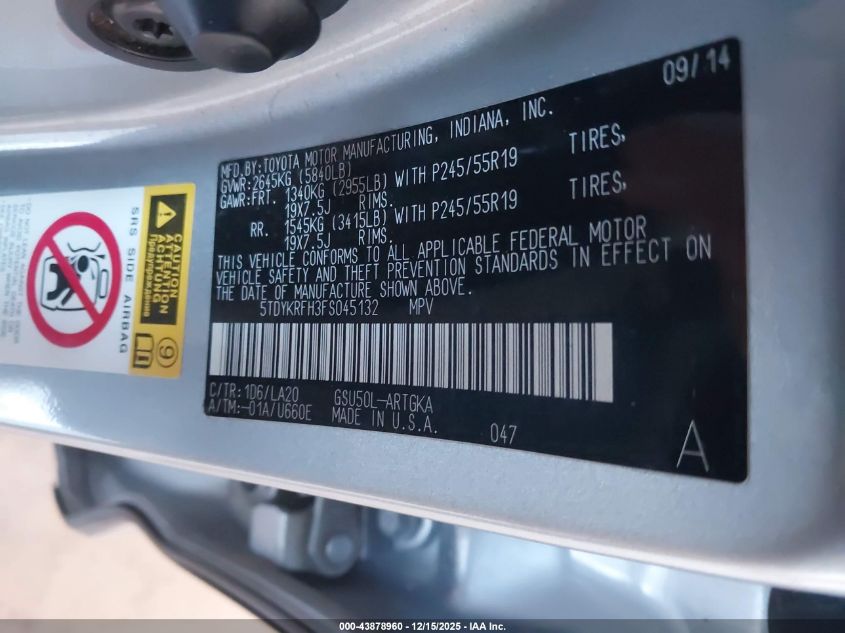 09/14
MFD.BY:TOYOTA MOTOR MANUFACTURING, INDIANA, INC.
GVWR:2645KG (5840LB)
GAWR:FRT. 1340KG (2955LB) WITH P245/55R19 TIRES,
19X7.5J RIMS.
RR. 1545KG (3415LB) WITH P245/55R19 TIRES,
19X7.5J RIMS.
THIS VEHICLE CONFORMS TO ALL APPLICABLE FEDERAL MOTOR
VEHICLE SAFETY AND THEFT PREVENTION STANDARDS IN EFFECT ON
THE DATE OF MANUFACTURE SHOWN ABOVE.
5TDYKRFH3FS045132 MPV
C/TR:1D6/LA20 GSU50L-ARTGKA
A/TM:-01A/U660E MADE IN U.S.A.
047
A
CAUTION
ACHTUNG
Предупреждение
9
SRS SIDE AIRBAG
000-43878960 - 12/15/2025 - IAA Inc.